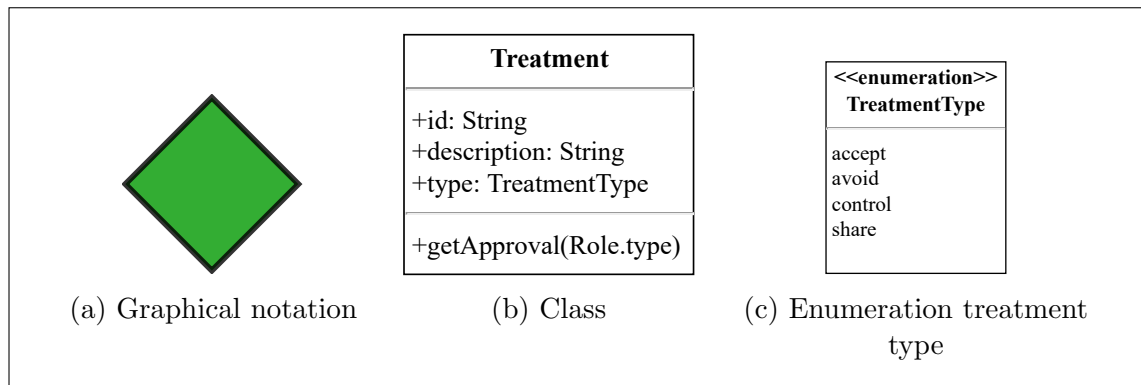 Treatment
+id: String
+description: String
+type: TreatmentType
+getApproval(Role.type)
<<enumeration>>
TreatmentType
accept
avoid
control
share
(a) Graphical notation
(b) Class
(c) Enumeration treatment
type